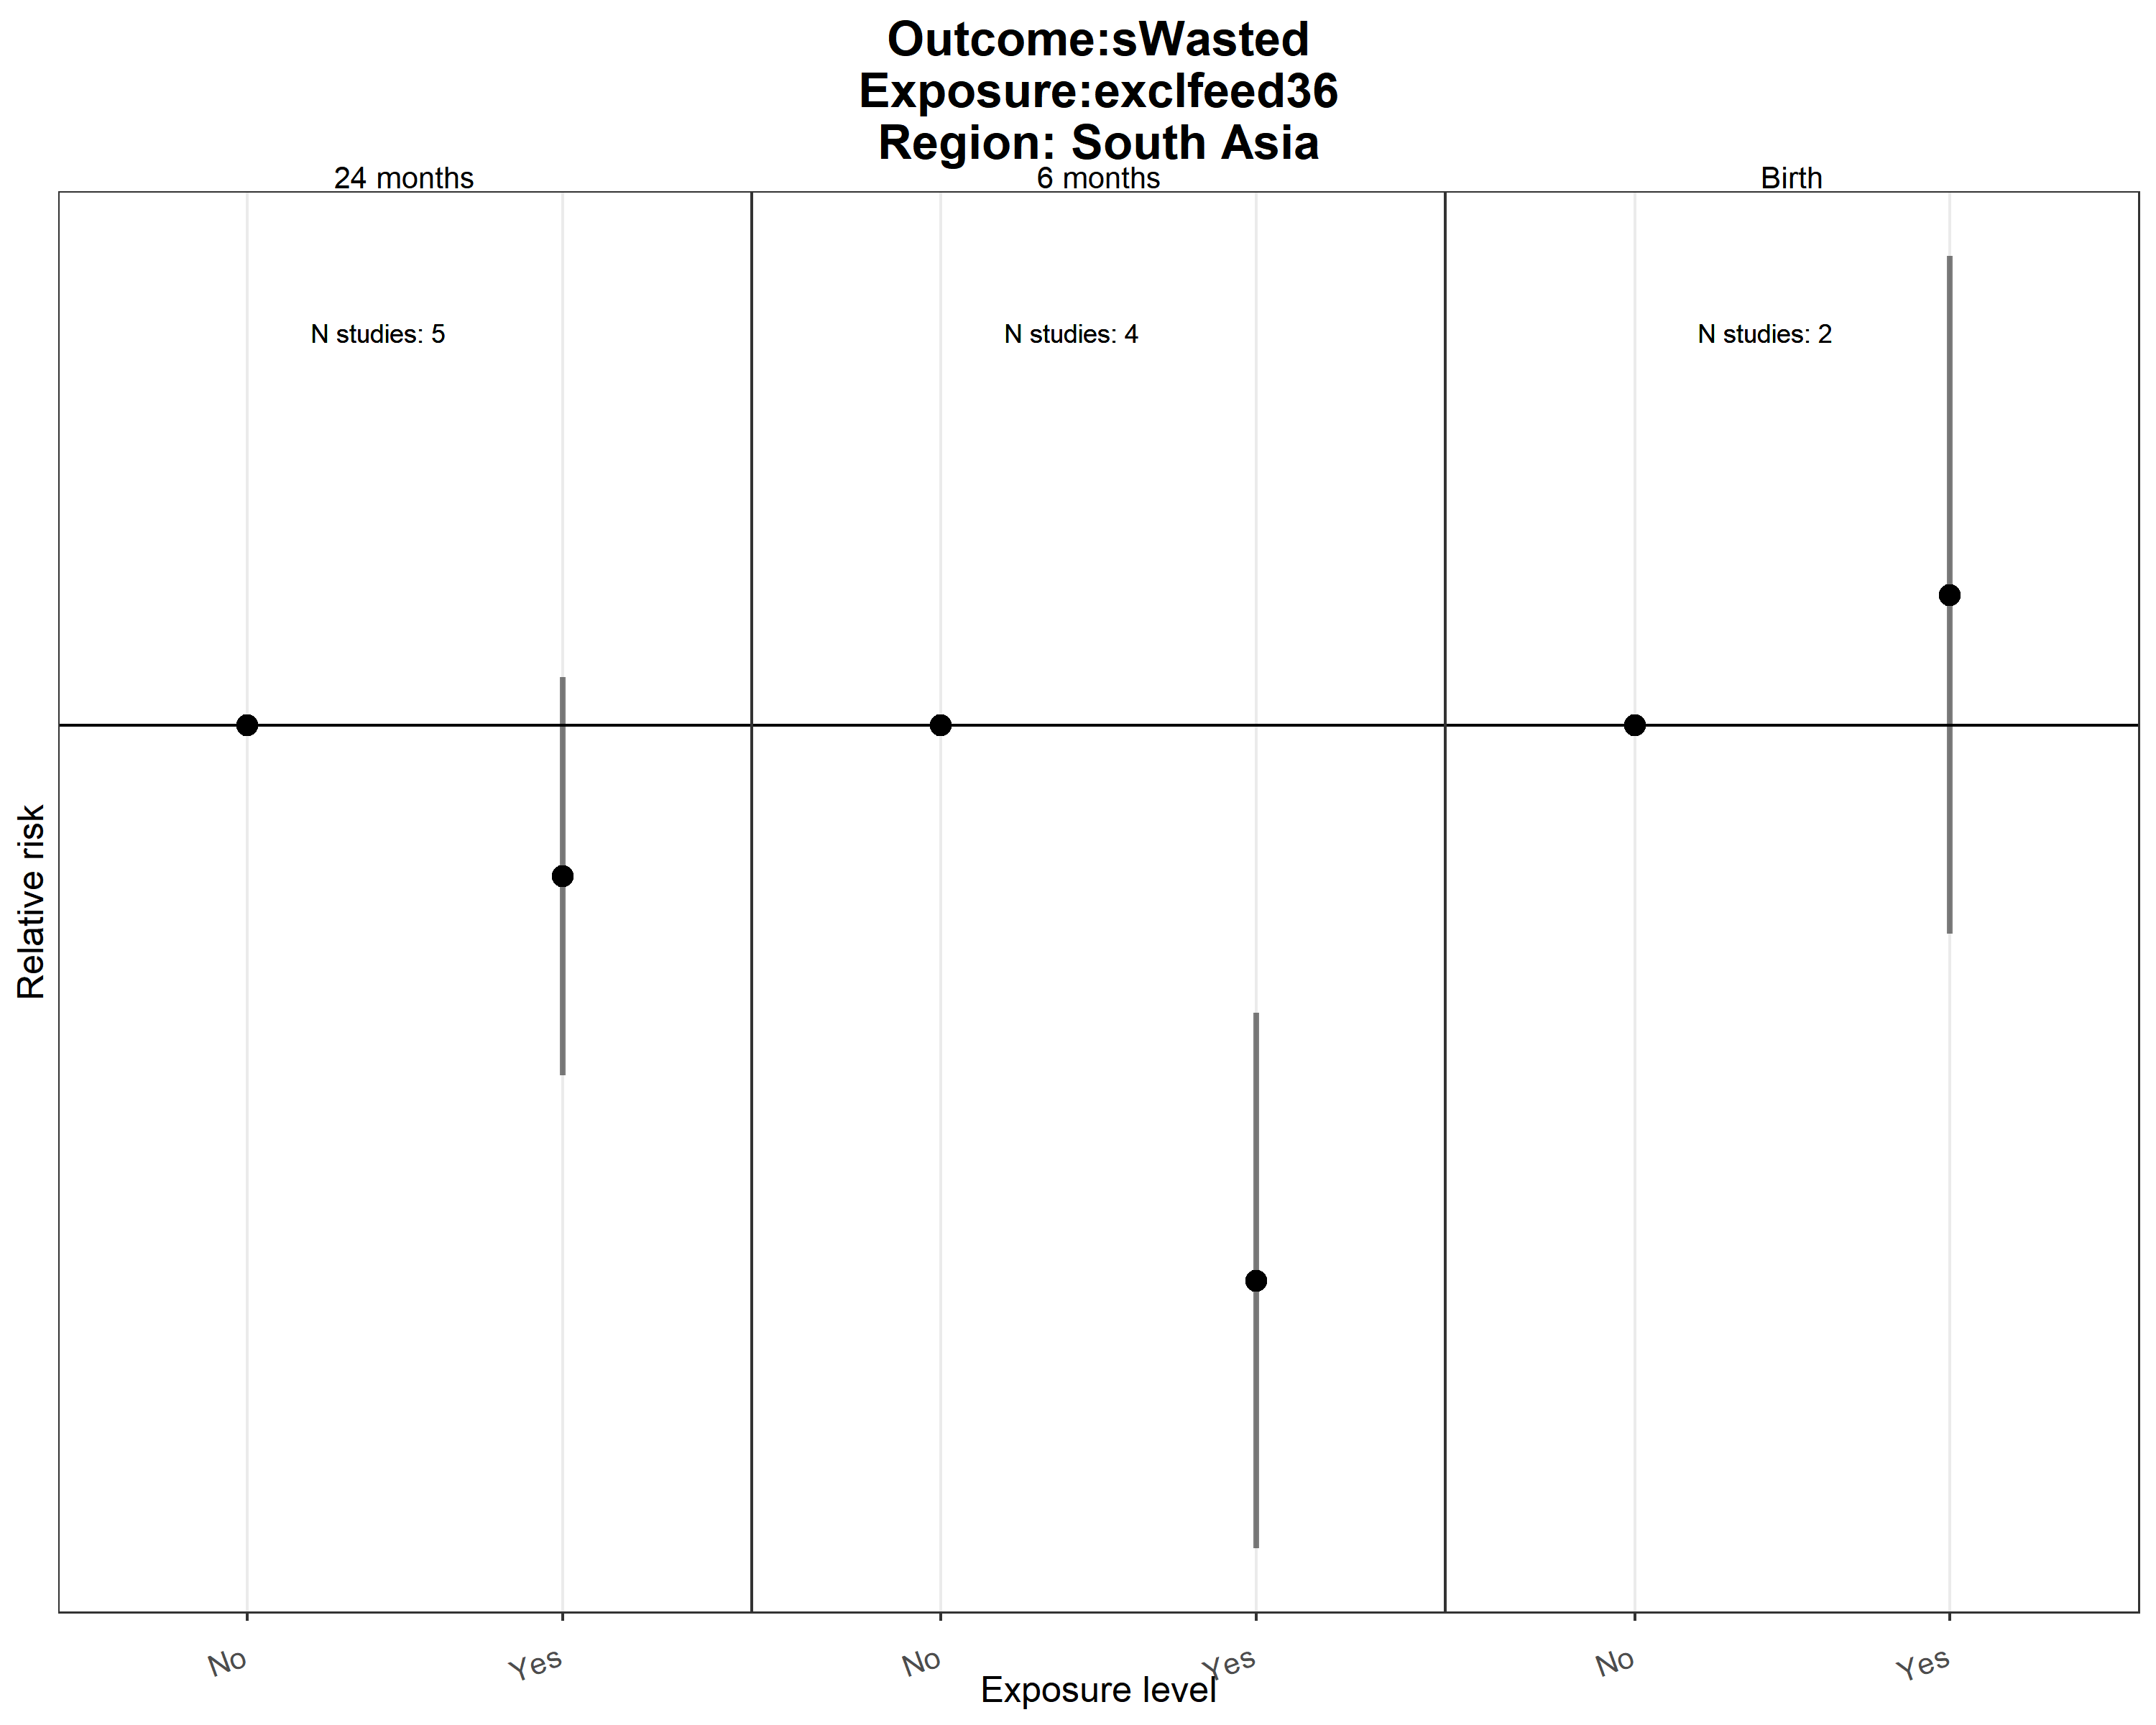 Outcome:sWasted
Exposure:exclfeed36
Region: South Asia
24 months
6 months
Birth
N studies: 5
N studies: 4
N studies: 2
Relative risk
No
Yes
No
Yes
No
Yes
Exposure level